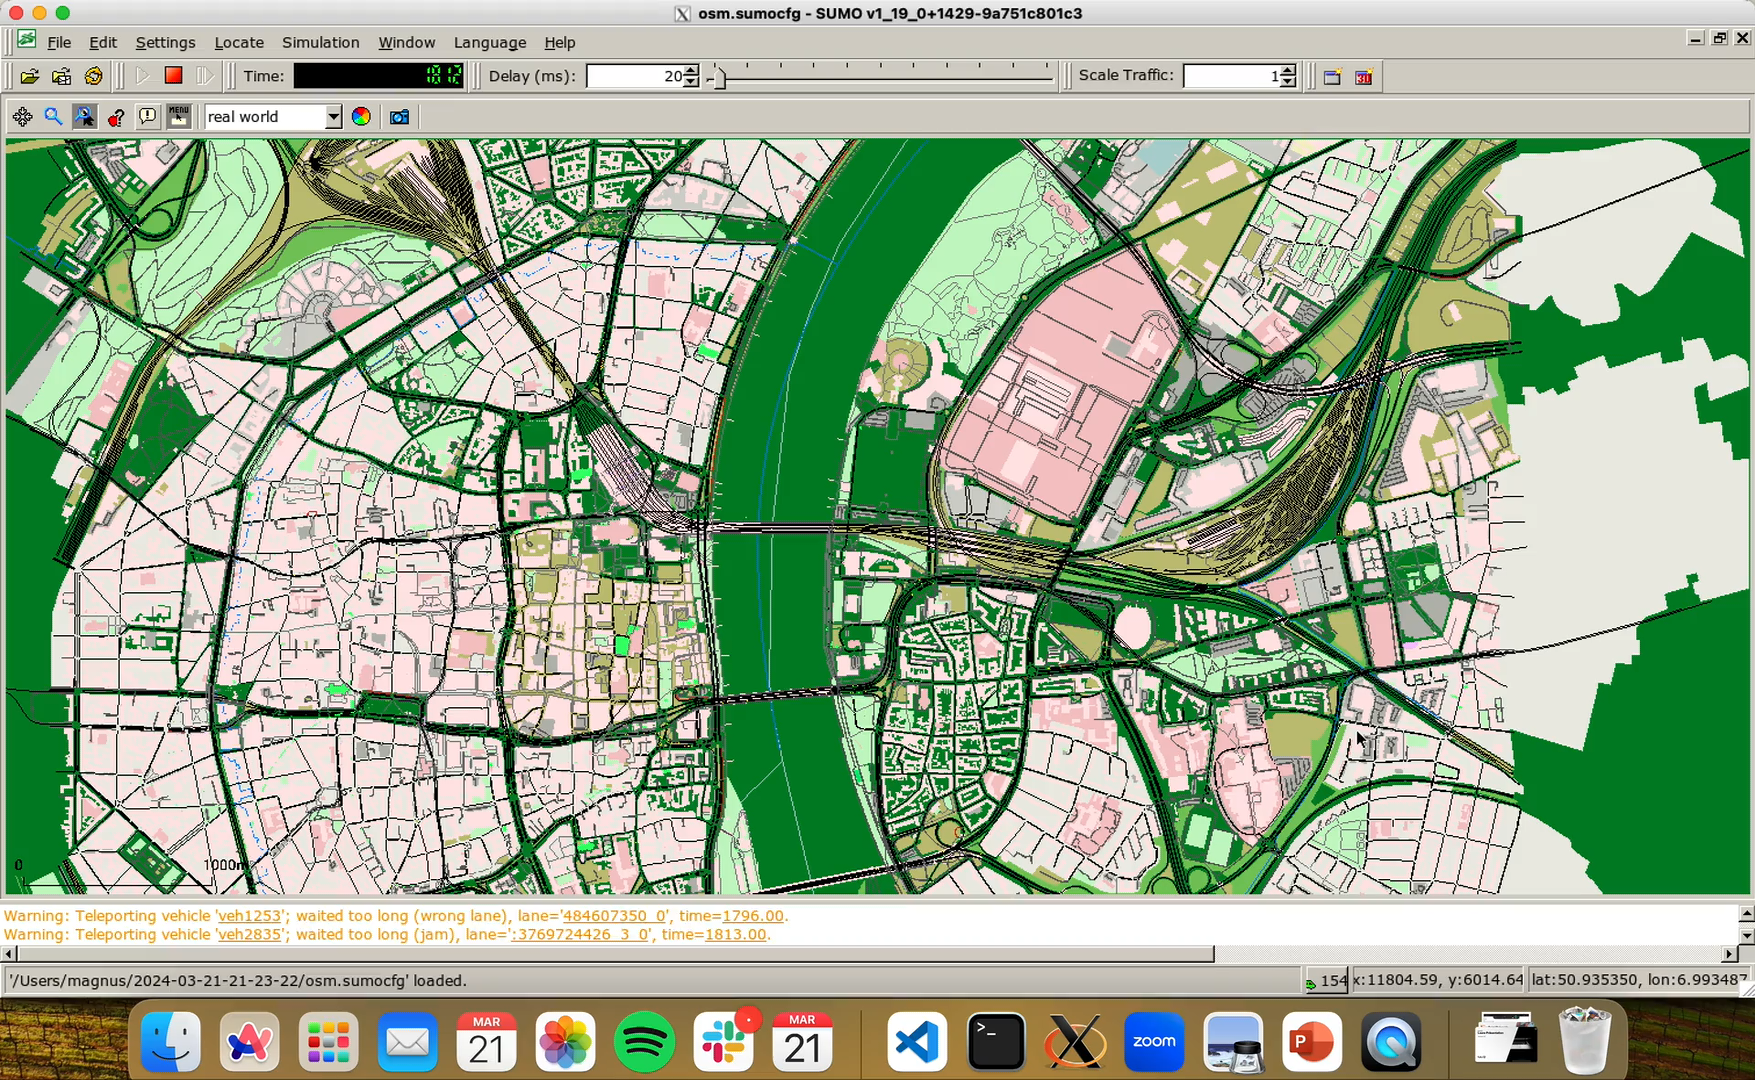 osm.sumocfg - SUMO v1_19_0+1429-9a751c801c3
File Edit Settings Locate Simulation Window Language Help
Time: Delay (ms): 20 Scale Traffic: 1
MENU real world
0 1000m
Warning: Teleporting vehicle 'veh1253'; waited too long (wrong lane), lane='484607350_0', time=1796.00.
Warning: Teleporting vehicle 'veh2835'; waited too long (jam), lane=':3769724426_3_0', time=1813.00.
'/Users/magnus/2024-03-21-21-23-22/osm.sumocfg' loaded. 154 x:11804.59, y:6014.64 lat:50.935350, lon:6.993487
MAR 21
MAR 21
zoom
P